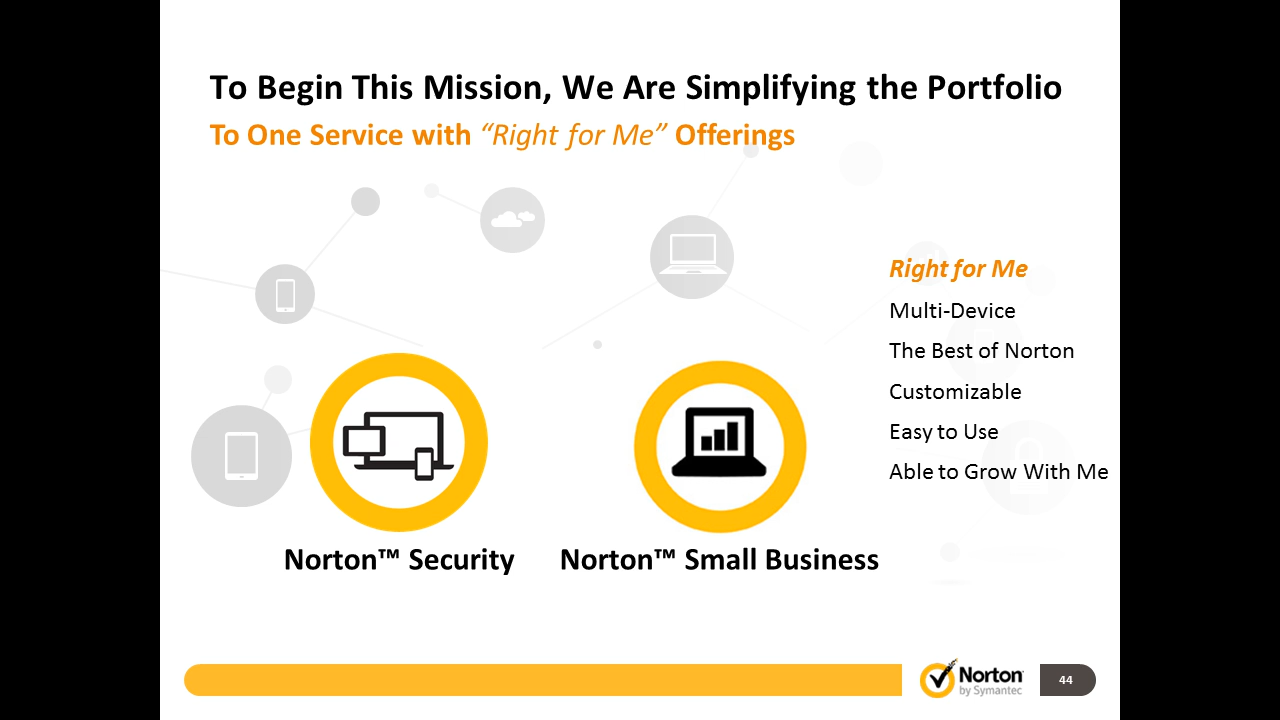 To Begin This Mission, We Are Simplifying the Portfolio
To One Service with “Right for Me” Offerings
Right for Me
Multi-Device
The Best of Norton
Customizable
Easy to Use
Able to Grow With Me
Norton™ Security
Norton™ Small Business
Norton
by Symantec
44